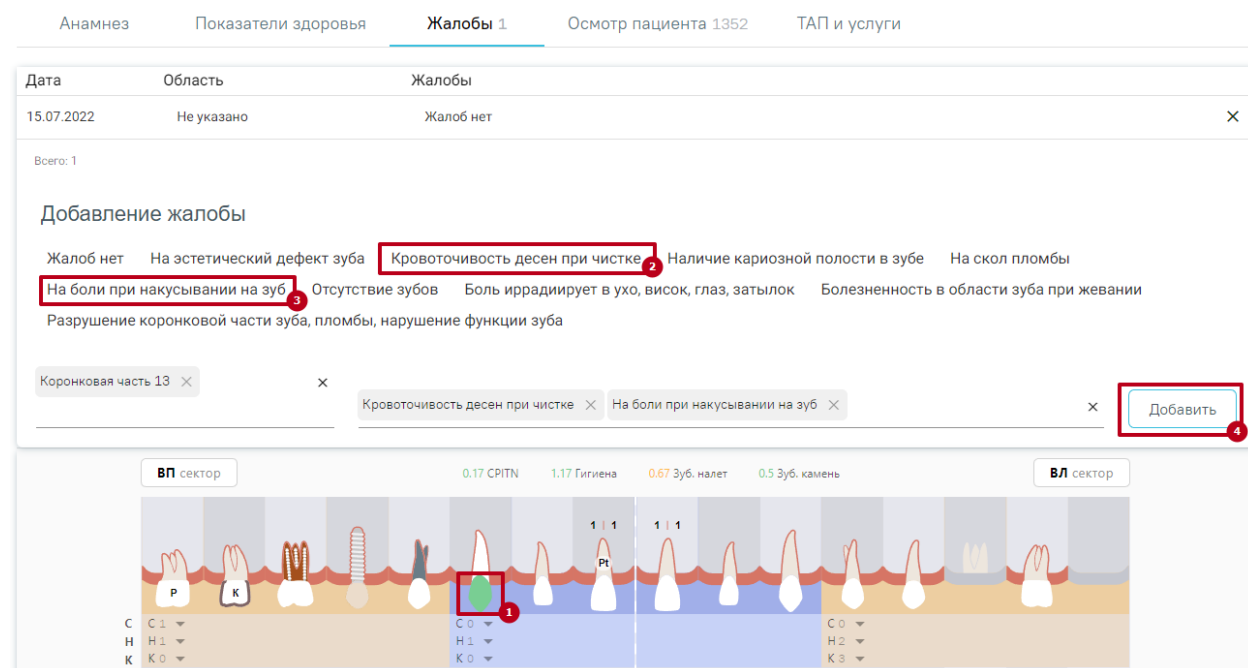 Анамнез Показатели здоровья Жалобы 1 Осмотр пациента 1352 ТАП и услуги
Дата Область Жалобы
15.07.2022 Не указано Жалоб нет
Всего: 1
Добавление жалобы
Жалоб нет На эстетический дефект зуба Кровоточивость десен при чистке Наличие кариозной полости в зубе На скол пломбы
2
На боли при накусывании на зуб Отсутствие зубов Боль иррадиирует в ухо, висок, глаз, затылок Болезненность в области зуба при жевании
3
Разрушение коронковой части зуба, пломбы, нарушение функции зуба
Коронковая часть 13
Кровоточивость десен при чистке На боли при накусывании на зуб Добавить
4
ВП сектор 0.17 CPITN 1.17 Гигиена 0.67 Зуб. налет 0.5 Зуб. камень ВЛ сектор
1 | 1 1 | 1
Pt
P К
1
С С 1 С 0 С 0
Н Н 1 Н 1 Н 2
К К 0 К 0 К 3